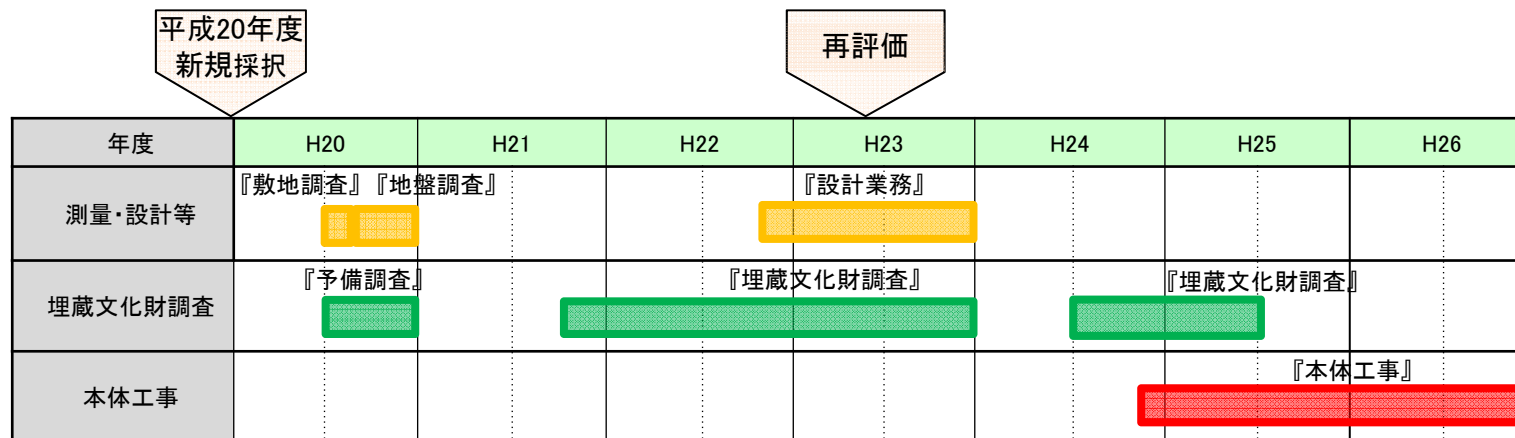 平成20年度
新規採択
再評価
年度 H20 H21 H22 H23 H24 H25 H26
測量・設計等 『敷地調査』 『地盤調査』 『設計業務』
埋蔵文化財調査 『予備調査』 『埋蔵文化財調査』 『埋蔵文化財調査』
本体工事 『本体工事』